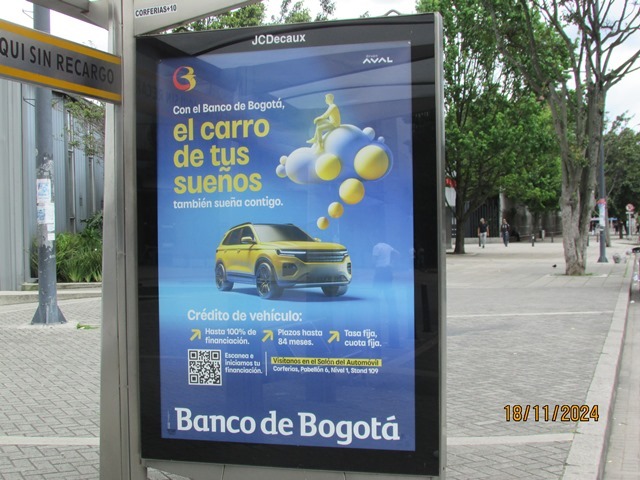 CORFERIAS+10
QUI SIN RECARGO
JCDecaux
Grupo
AVAL
Con el Banco de Bogotá,
el carro
de tus
sueños
también sueña contigo.
Crédito de vehículo:
Hasta 100% de
financiación.
Plazos hasta
84 meses.
Tasa fija,
cuota fija.
Escanea e
iniciamos tu
financiación.
Visítanos en el Salón del Automóvil
Corferias, Pabellón 6, Nivel 1, Stand 109
Banco de Bogotá
18/11/2024